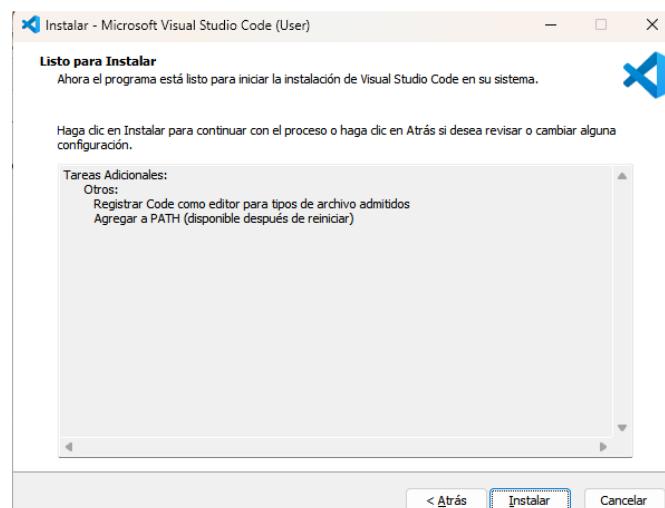 Instalar - Microsoft Visual Studio Code (User)
Listo para Instalar
Ahora el programa está listo para iniciar la instalación de Visual Studio Code en su sistema.
Haga clic en Instalar para continuar con el proceso o haga clic en Atrás si desea revisar o cambiar alguna
configuración.
Tareas Adicionales:
Otros:
Registrar Code como editor para tipos de archivo admitidos
Agregar a PATH (disponible después de reiniciar)
< Atrás
Instalar
Cancelar